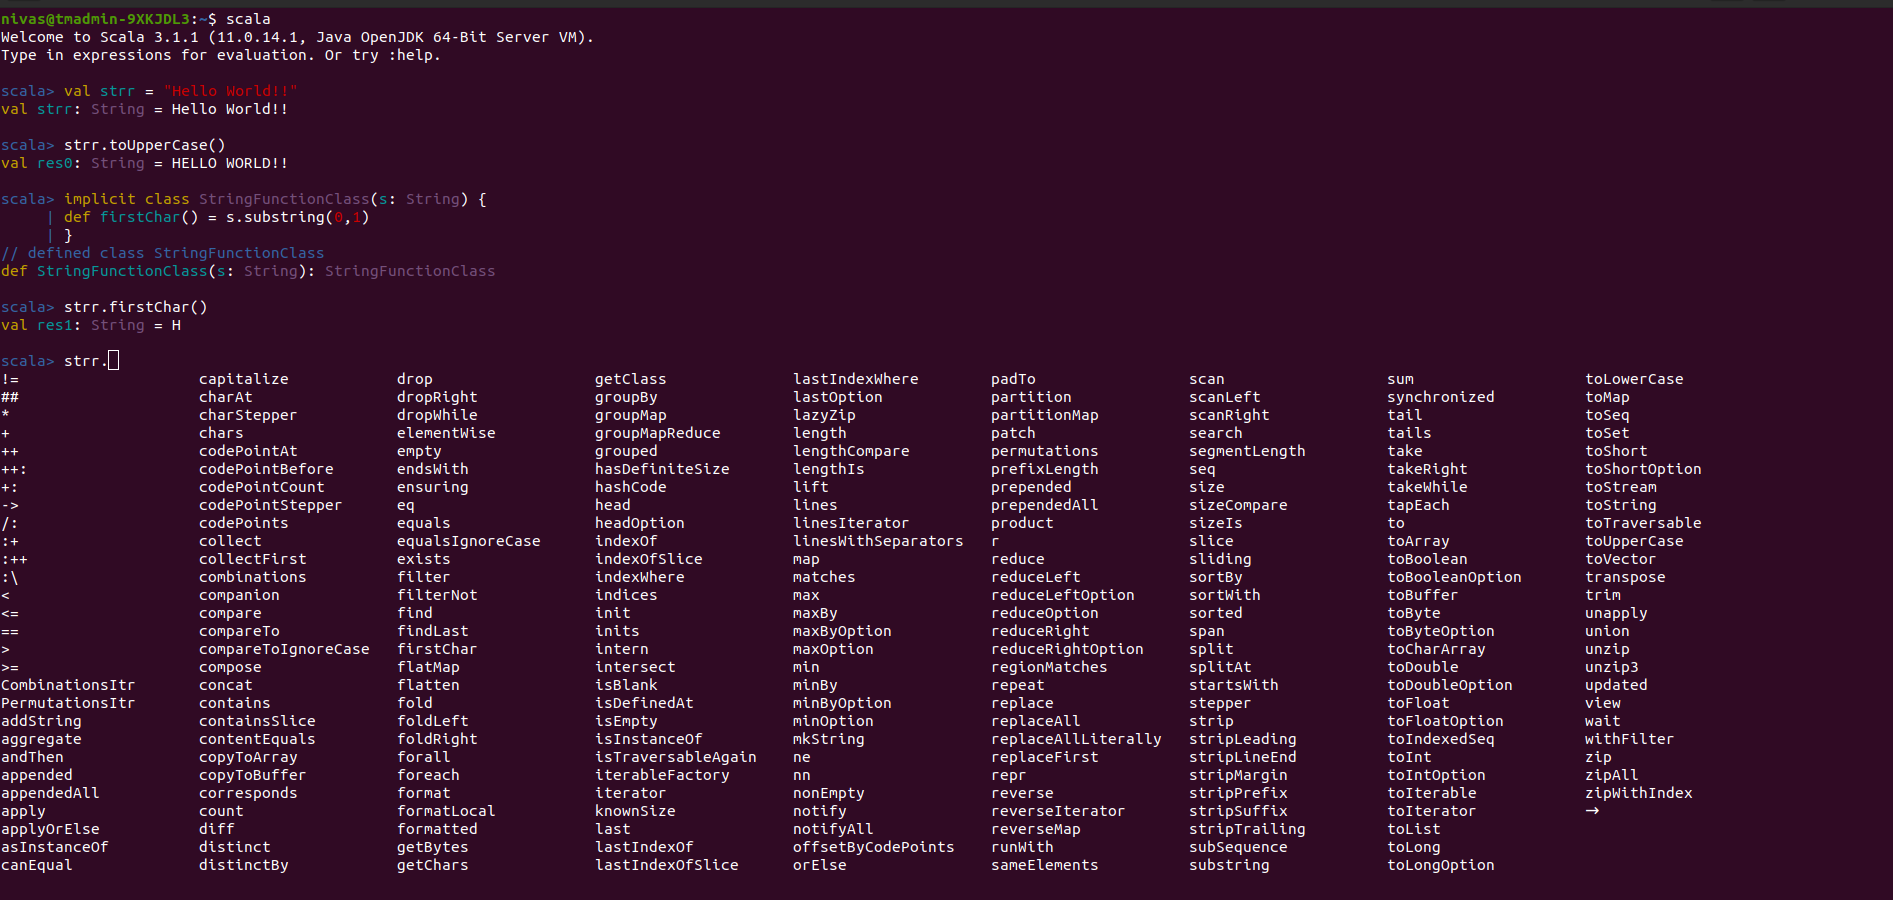 nivas@tmadmin-9XKJDL3:~$ scala
Welcome to Scala 3.1.1 (11.0.14.1, Java OpenJDK 64-Bit Server VM).
Type in expressions for evaluation. Or try :help.
scala> val strr = "Hello World!!"
val strr: String = Hello World!!
scala> strr.toUpperCase()
val res0: String = HELLO WORLD!!
scala> implicit class StringFunctionClass(s: String) {
| def firstChar() = s.substring(0,1)
| }
// defined class StringFunctionClass
def StringFunctionClass(s: String): StringFunctionClass
scala> strr.firstChar()
val res1: String = H
scala> strr.
!= capitalize drop getClass lastIndexWhere padTo scan sum toLowerCase
## charAt dropRight groupBy lastOption partition scanLeft synchronized toMap
* charStepper dropWhile groupMap lazyZip partitionMap scanRight tail toSeq
+ chars elementWise groupMapReduce length patch search tails toSet
++ codePointAt empty grouped lengthCompare permutations segmentLength take toShort
++: codePointBefore endsWith hasDefiniteSize lengthIs prefixLength seq takeRight toShortOption
+: codePointCount ensuring hashCode lift prepended size takeWhile toStream
-> codePointStepper eq head lines prependedAll sizeCompare tapEach toString
/: codePoints equals headOption linesIterator product sizeIs to toTraversable
:+ collect equalsIgnoreCase indexOf linesWithSeparators r slice toArray toUpperCase
:++ collectFirst exists indexOfSlice map reduce sliding toBoolean toVector
:\ combinations filter indexWhere matches reduceLeft sortBy toBooleanOption transpose
< companion filterNot indices max reduceLeftOption sortWith toBuffer trim
<= compare find init maxBy reduceOption sorted toByte unapply
== compareTo findLast inits maxByOption reduceRight span toByteOption union
> compareToIgnoreCase firstChar intern maxOption reduceRightOption split toCharArray unzip
>= compose flatMap intersect min regionMatches splitAt toDouble unzip3
CombinationsItr concat flatten isBlank minBy repeat startsWith toDoubleOption updated
PermutationsItr contains fold isDefinedAt minByOption replace stepper toFloat view
addString containsSlice foldLeft isEmpty minOption replaceAll strip toFloatOption wait
aggregate contentEquals foldRight isInstanceOf mkString replaceAllLiterally stripLeading toIndexedSeq withFilter
andThen copyToArray forall isTraversableAgain ne replaceFirst stripLineEnd toInt zip
appended copyToBuffer foreach iterableFactory nn repr stripMargin toIntOption zipAll
appendedAll corresponds format iterator nonEmpty reverse stripPrefix toIterable zipWithIndex
apply count formatLocal knownSize notify reverseIterator stripSuffix toIterator →
applyOrElse diff formatted last notifyAll reverseMap stripTrailing toList
asInstanceOf distinct getBytes lastIndexOf offsetByCodePoints runWith subSequence toLong
canEqual distinctBy getChars lastIndexOfSlice orElse sameElements substring toLongOption